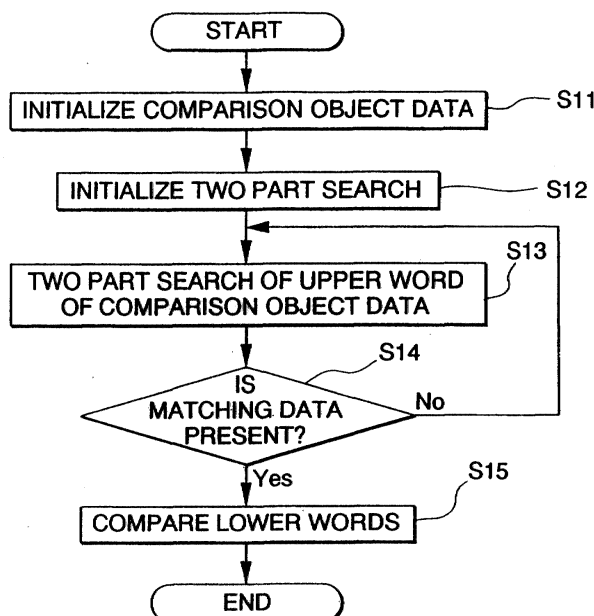 START
INITIALIZE COMPARISON OBJECT DATA
S11
INITIALIZE TWO PART SEARCH
S12
S13
TWO PART SEARCH OF UPPER WORD
OF COMPARISON OBJECT DATA
S14
IS
MATCHING DATA
PRESENT?
No
Yes
S15
COMPARE LOWER WORDS
END